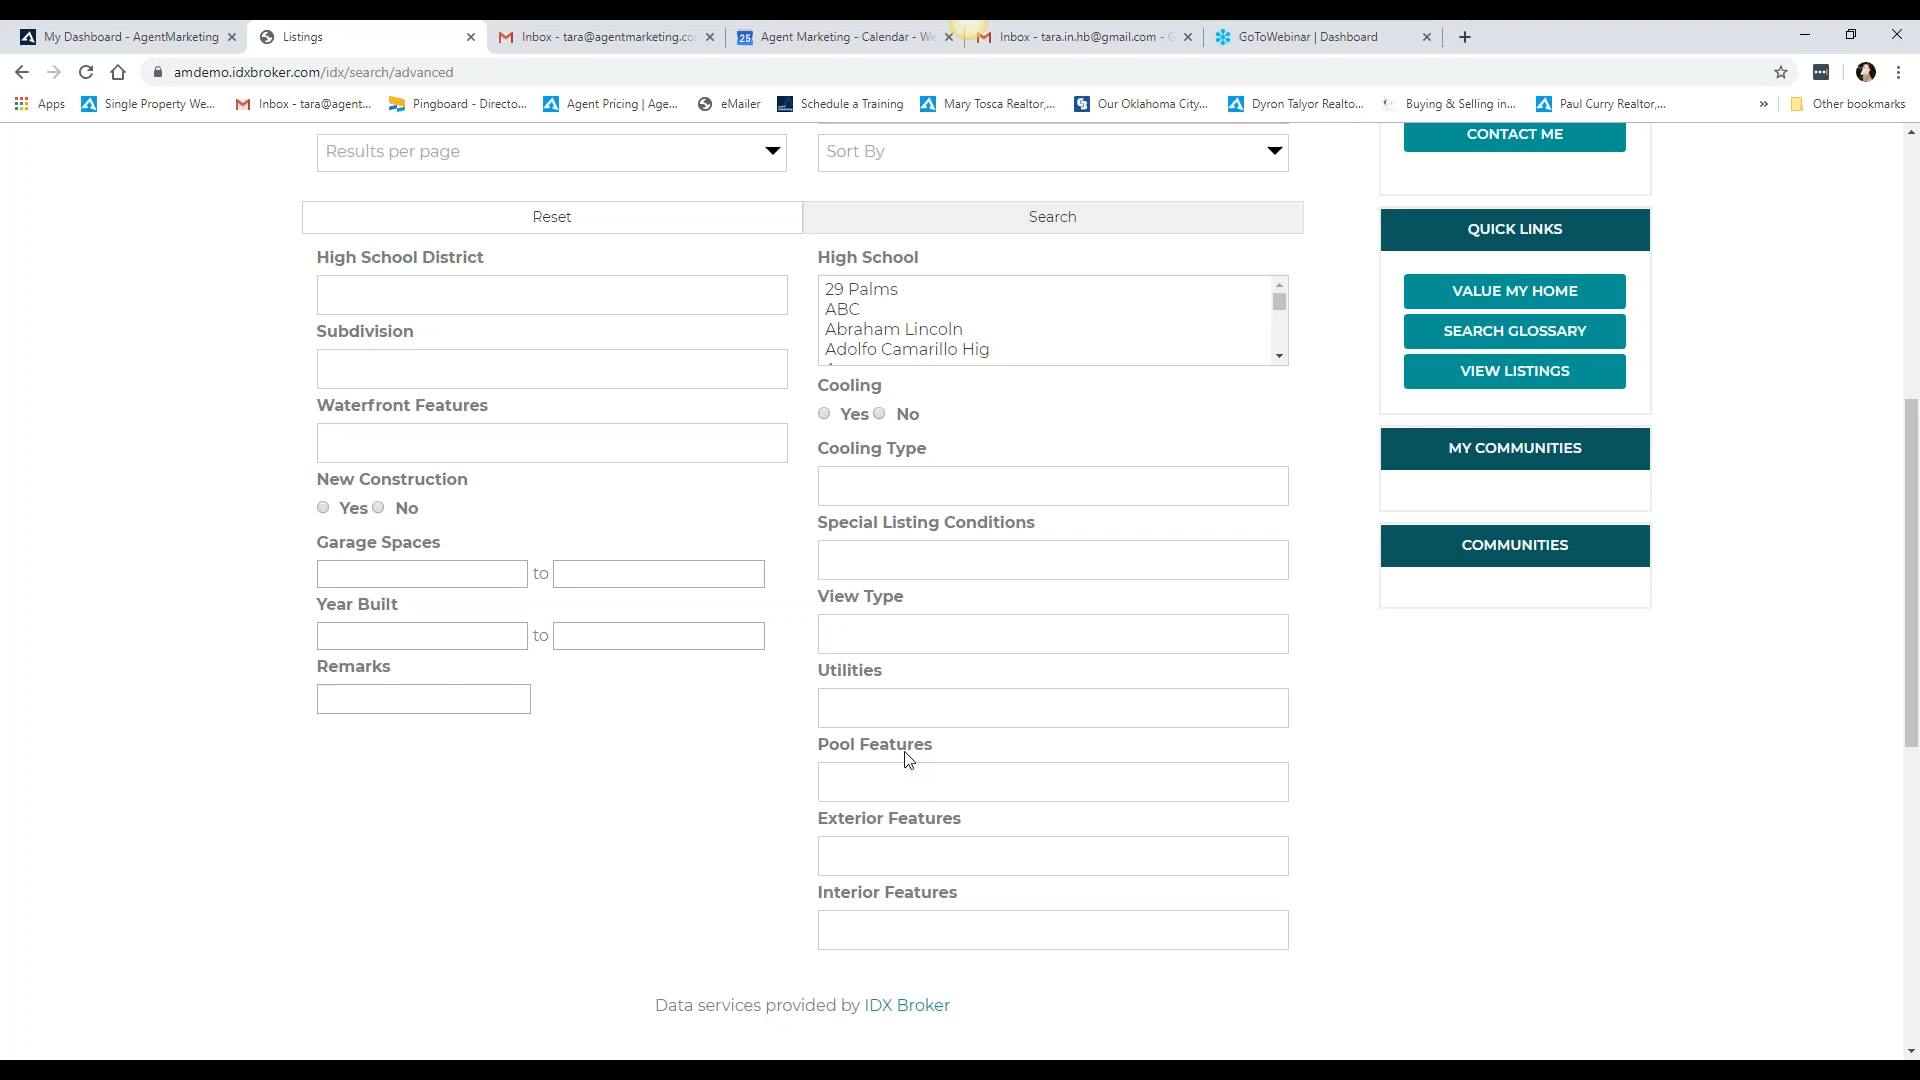 My Dashboard - AgentMarketing
Listings
Inbox - tara@agentmarketing.co
Agent Marketing - Calendar - We
Inbox - tara.in.hb@gmail.com - G
GoToWebinar | Dashboard
amdemo.idxbroker.com/idx/search/advanced
Apps
Single Property We...
Inbox - tara@agent...
Pingboard - Directo...
Agent Pricing | Age...
eMailer
Schedule a Training
Mary Tosca Realtor,...
Our Oklahoma City...
Dyron Talyor Realto...
Buying & Selling in...
Paul Curry Realtor,...
»
Other bookmarks
Results per page
Sort By
Reset
Search
High School District
Subdivision
Waterfront Features
New Construction
Yes No
Garage Spaces
to
Year Built
to
Remarks
High School
29 Palms
ABC
Abraham Lincoln
Adolfo Camarillo Hig
Cooling
Yes No
Cooling Type
Special Listing Conditions
View Type
Utilities
Pool Features
Exterior Features
Interior Features
CONTACT ME
QUICK LINKS
VALUE MY HOME
SEARCH GLOSSARY
VIEW LISTINGS
MY COMMUNITIES
COMMUNITIES
Data services provided by IDX Broker